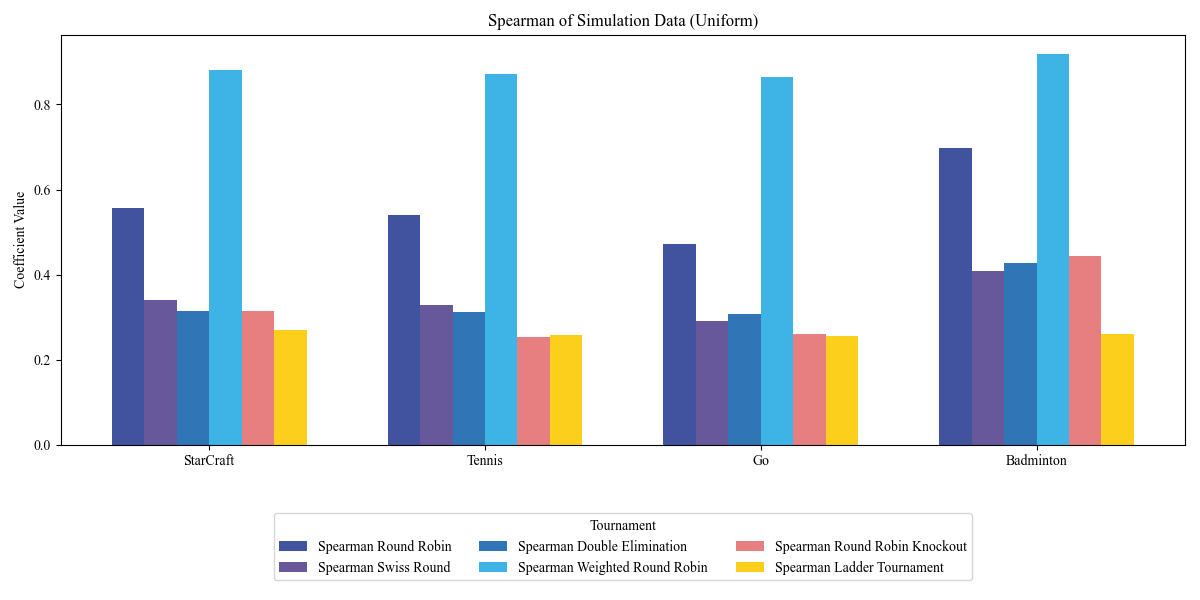 Spearman of Simulation Data (Uniform)
Coefficient Value
0.8
0.6
0.4
0.2
0.0
StarCraft Tennis Go Badminton
Tournament
Spearman Round Robin Spearman Double Elimination Spearman Round Robin Knockout
Spearman Swiss Round Spearman Weighted Round Robin Spearman Ladder Tournament